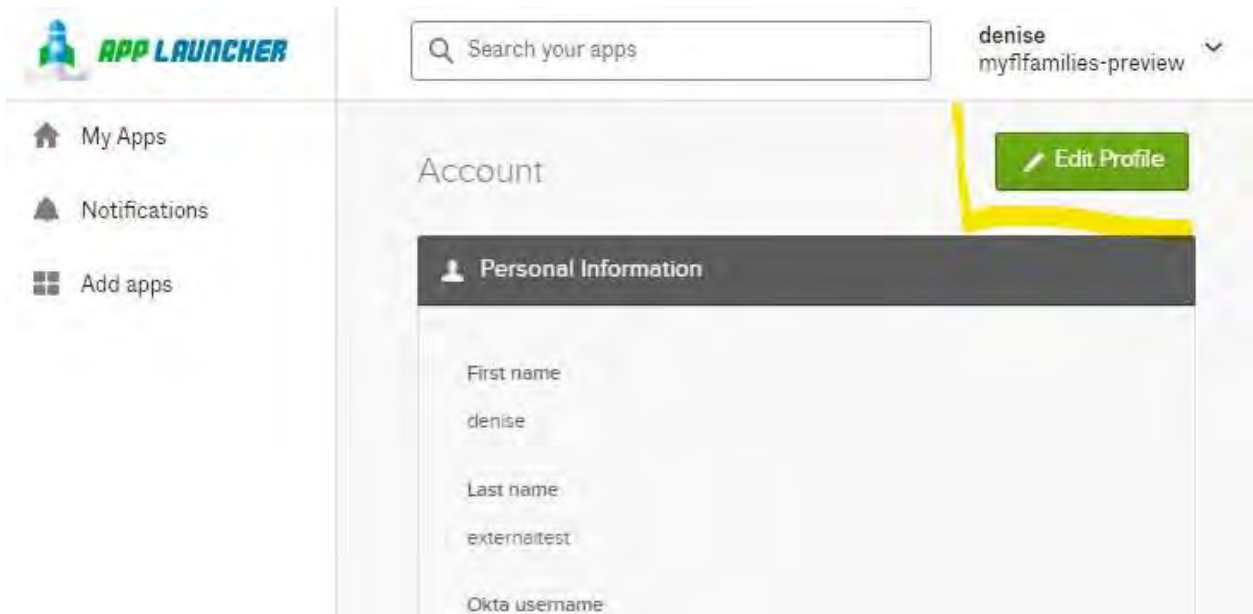 APP LAUNCHER
Search your apps
denise
myflfamilies-preview
My Apps
Notifications
Add apps
Account
Edit Profile
Personal Information
First name
denise
Last name
externaltest
Okta username